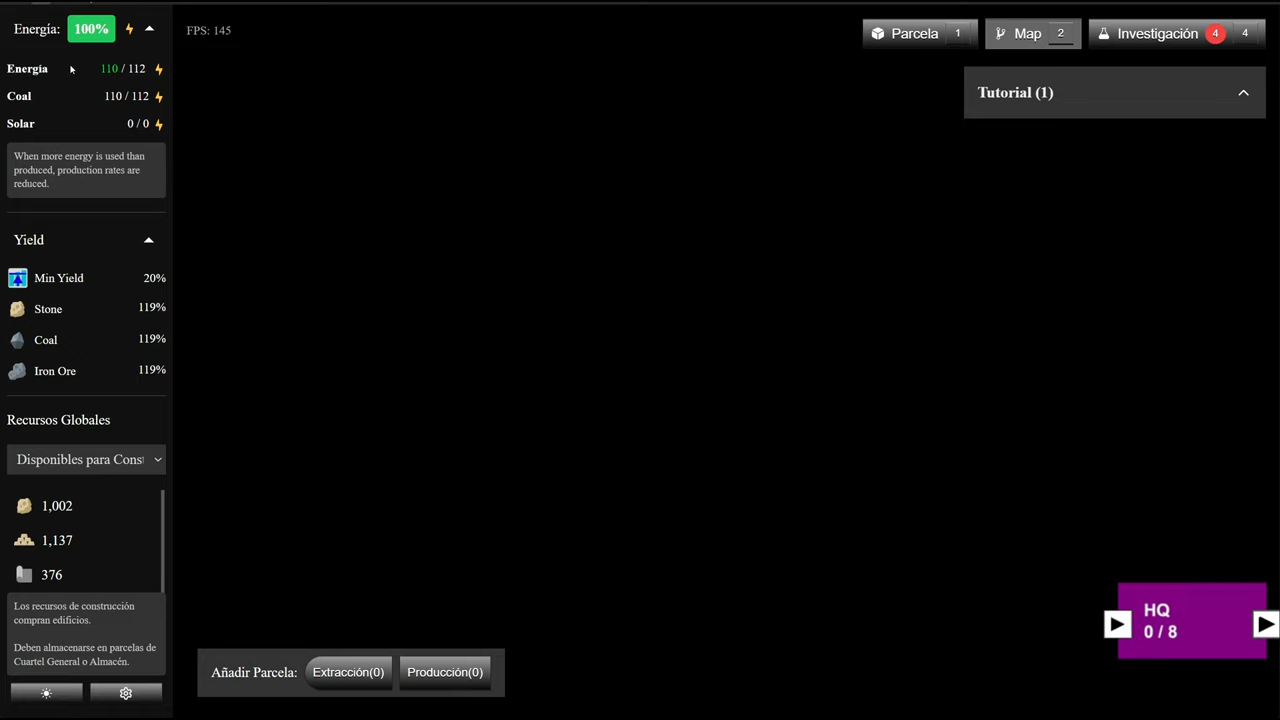 Energía: 100%
FPS: 145
Parcela 1
Map 2
Investigación 4 4
Energía 110 / 112
Coal 110 / 112
Solar 0 / 0
Tutorial (1)
When more energy is used than
produced, production rates are
reduced.
Yield
Min Yield 20%
Stone 119%
Coal 119%
Iron Ore 119%
Recursos Globales
Disponibles para Const
1,002
1,137
376
Los recursos de construcción
compran edificios.
Deben almacenarse en parcelas de
Cuartel General o Almacén.
Añadir Parcela: Extracción(0) Producción(0)
HQ
0 / 8